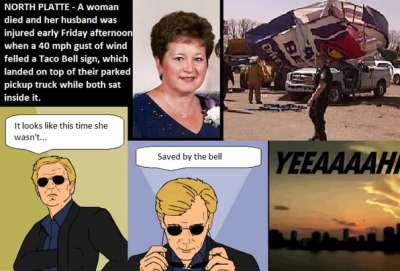 NORTH PLATTE - A woman
died and her husband was
injured early Friday afternoon
when a 40 mph gust of wind
felled a Taco Bell sign, which
landed on top of their parked
pickup truck while both sat
inside it.
It looks like this time she
wasn't...
Saved by the bell
YEEAAAAHH